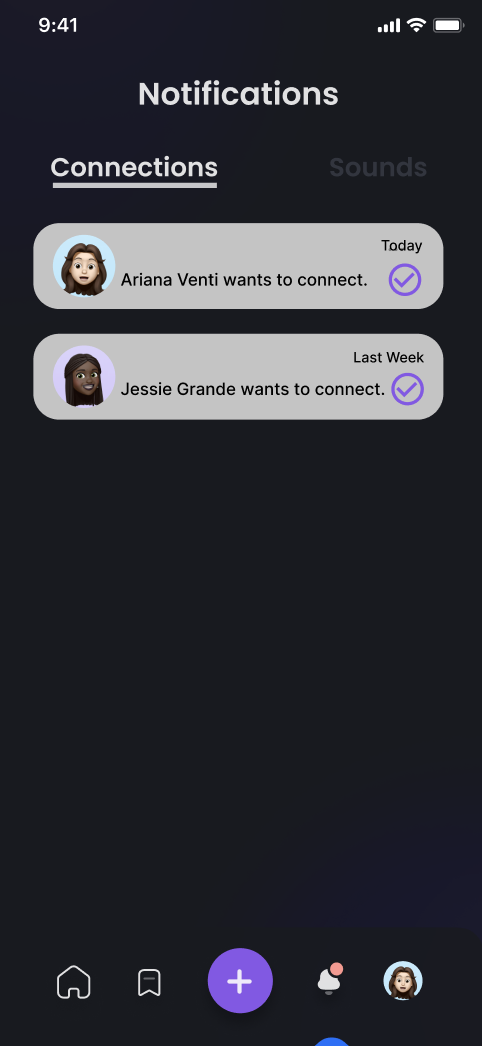 9:41
Notifications
Connections
Sounds
Today
Ariana Venti wants to connect.
Last Week
Jessie Grande wants to connect.